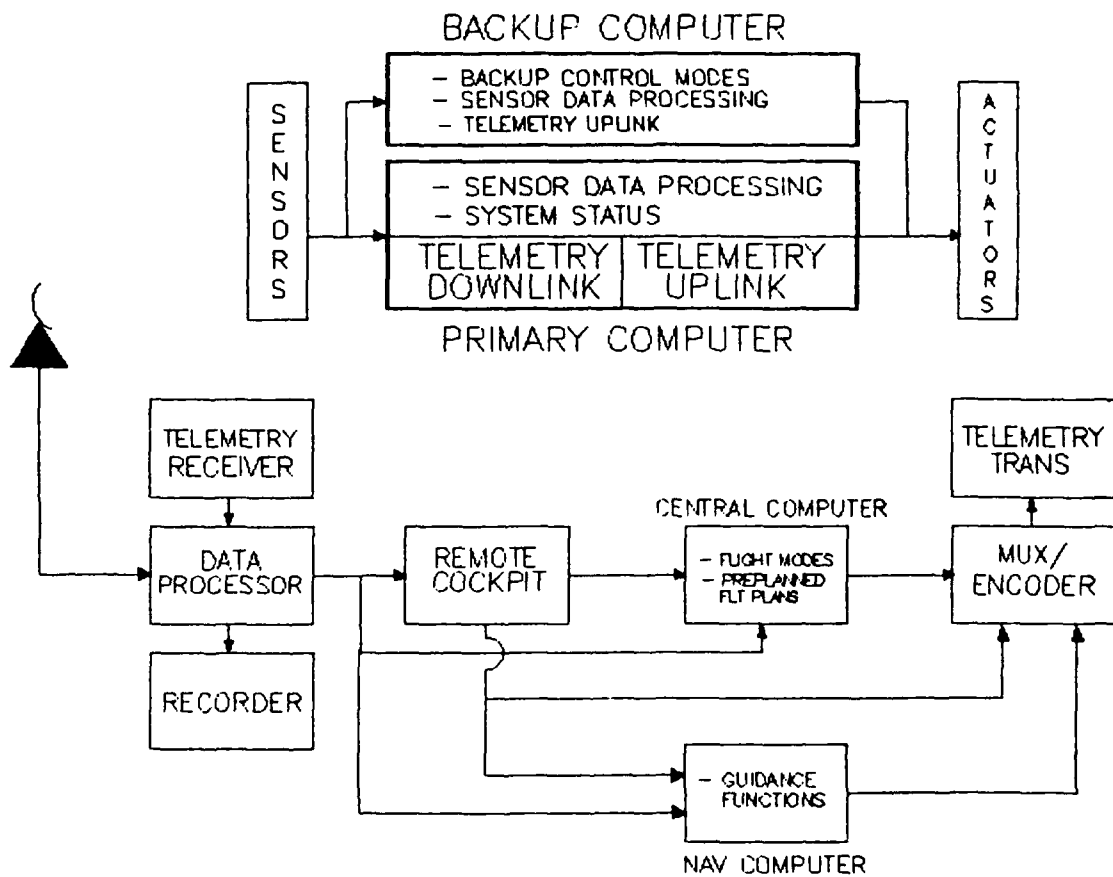 BACKUP COMPUTER
SENSORS
- BACKUP CONTROL MODES
- SENSOR DATA PROCESSING
- TELEMETRY UPLINK
ACTUATORS
- SENSOR DATA PROCESSING
- SYSTEM STATUS
TELEMETRY
DOWNLINK
TELEMETRY
UPLINK
PRIMARY COMPUTER
TELEMETRY
RECEIVER
TELEMETRY
TRANS
CENTRAL COMPUTER
DATA
PROCESSOR
REMOTE
COCKPIT
- FLIGHT MODES
- PREPLANNED
FLT PLANS
MUX/
ENCODER
RECORDER
- GUIDANCE
FUNCTIONS
NAV COMPUTER